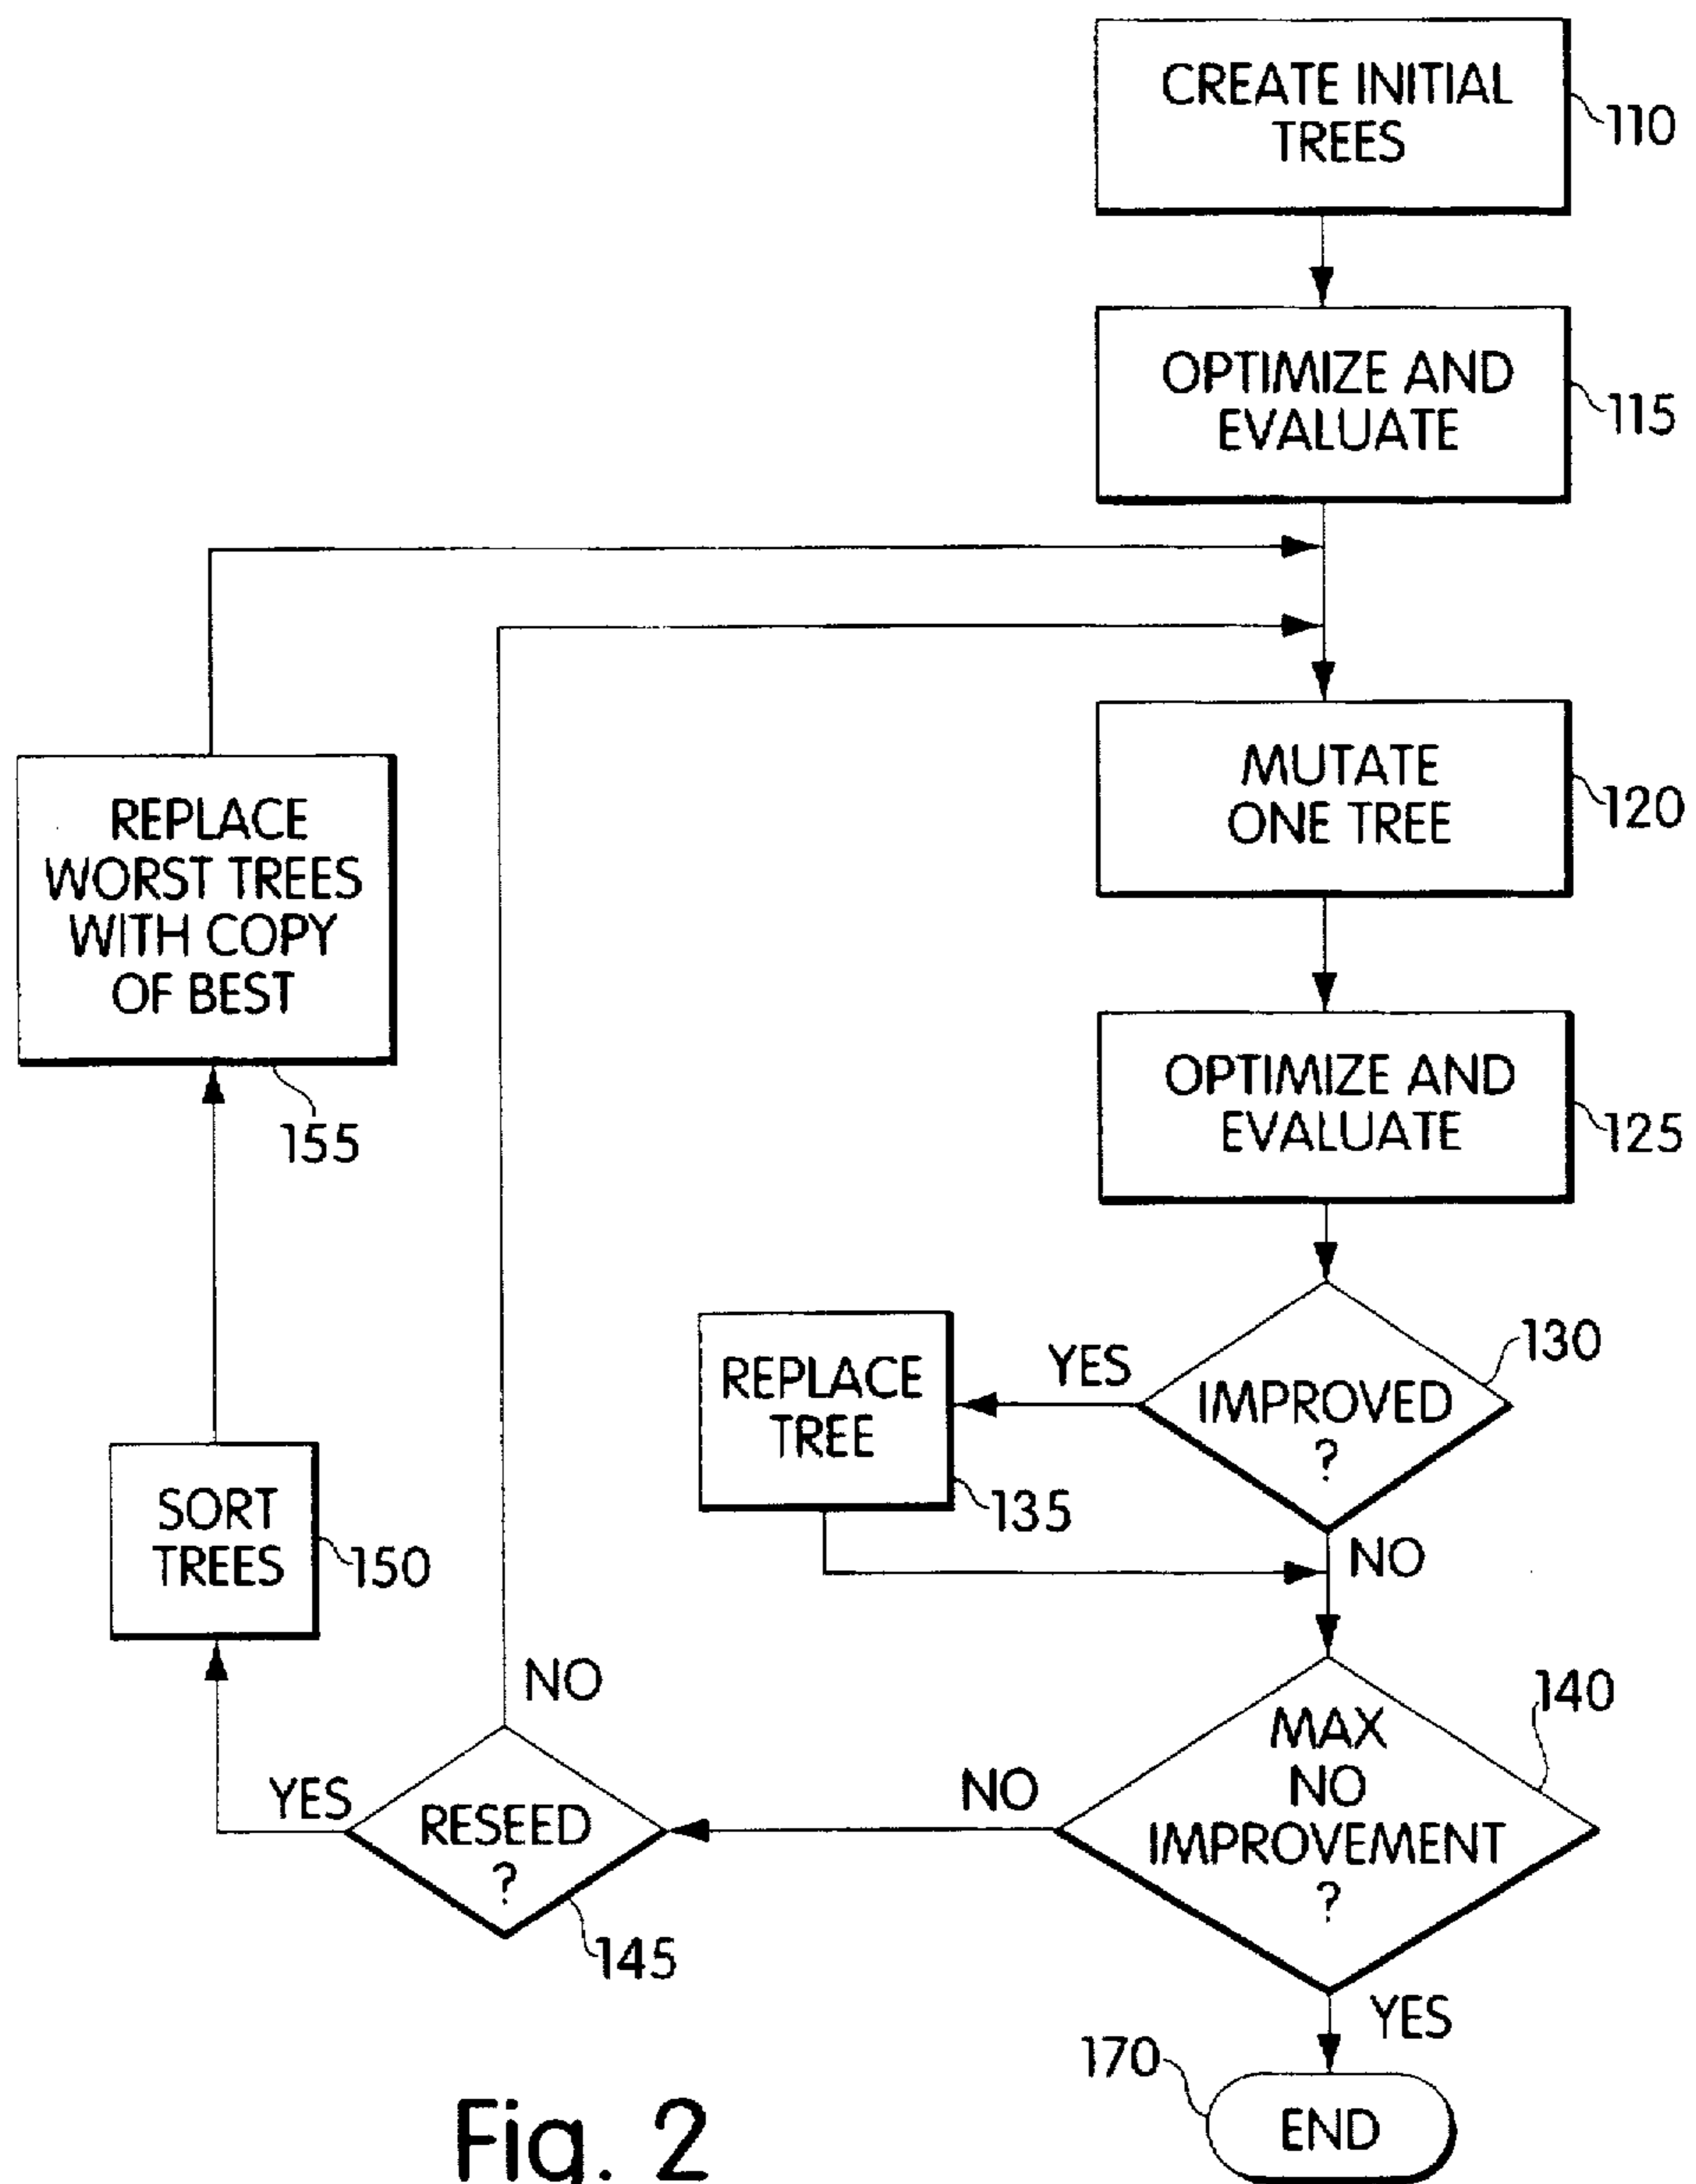 CREATE INITIAL
TREES
110
OPTIMIZE AND
EVALUATE
115
MUTATE
ONE TREE
120
REPLACE
WORST TREES
WITH COPY
OF BEST
155
OPTIMIZE AND
EVALUATE
125
IMPROVED
?
130
YES
REPLACE
TREE
135
NO
SORT
TREES
150
MAX
NO
IMPROVEMENT
?
140
NO
RESEED
?
145
NO
YES
YES
170
END
Fig. 2